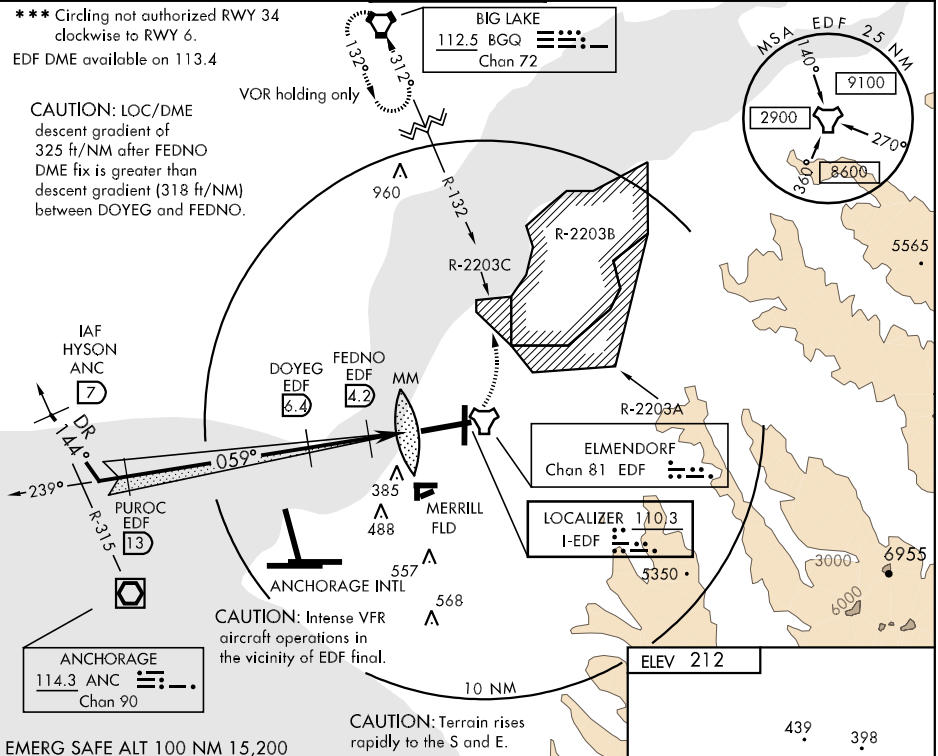 *** Circling not authorized RWY 34
clockwise to RWY 6.
EDF DME available on 113.4
CAUTION: LOC/DME
descent gradient of
325 ft/NM after FEDNO
DME fix is greater than
descent gradient (318 ft/NM)
between DOYEG and FEDNO.
BIG LAKE
112.5 BGQ
Chan 72
132°
312°
VOR holding only
MSA EDF 25 NM
140°
9100
2900
270°
360°
8600
960
R-132
R-2203B
R-2203C
5565
IAF
HYSON
ANC
7
DOYEG
EDF
6.4
FEDNO
EDF
4.2
MM
R-2203A
DR
144°
059°
239°
R-315
PUROC
EDF
13
385
488
MERRILL
FLD
ELMENDORF
Chan 81 EDF
LOCALIZER 110.3
I-EDF
557
568
5350
3000
6955
6000
ANCHORAGE INTL
CAUTION: Intense VFR
aircraft operations in
the vicinity of EDF final.
ANCHORAGE
114.3 ANC
Chan 90
10 NM
ELEV 212
439
398
CAUTION: Terrain rises
rapidly to the S and E.
EMERG SAFE ALT 100 NM 15,200